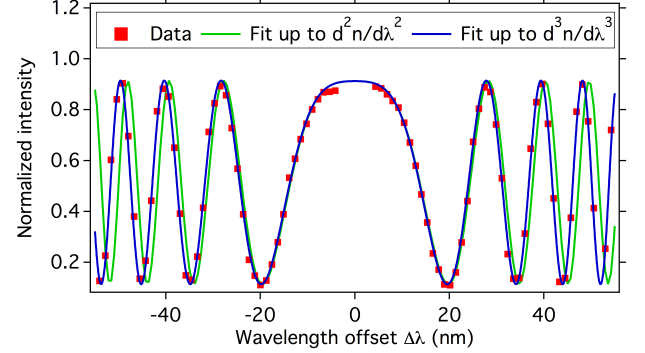 1.2
Data Fit up to d²n/dλ² Fit up to d³n/dλ³
1.0
0.8
0.6
0.4
0.2
Normalized intensity
-40 -20 0 20 40
Wavelength offset Δλ (nm)